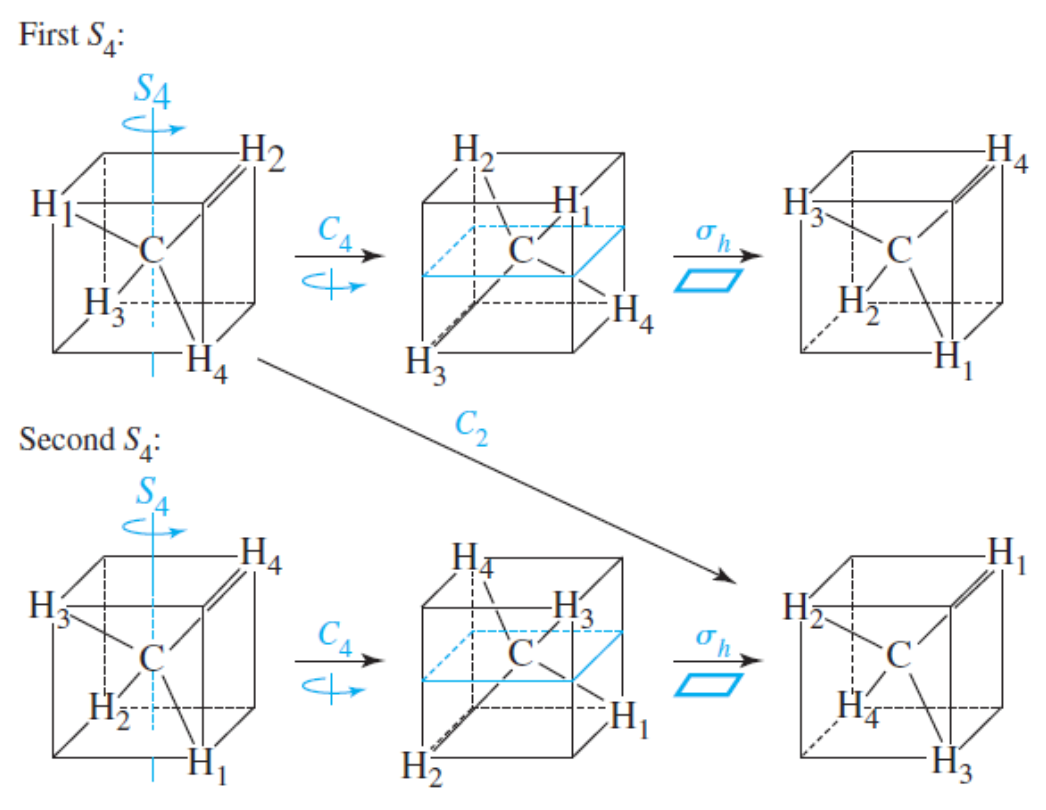 First S₄:
S₄
H₁ H₂ C H₃ H₄
C₄
H₂ H₁ C H₄ H₃
σₕ
H₃ H₄ C H₂ H₁
C₂
Second S₄:
S₄
H₃ H₄ C H₂ H₁
C₄
H₄ H₃ C H₁ H₂
σₕ
H₂ H₁ C H₄ H₃